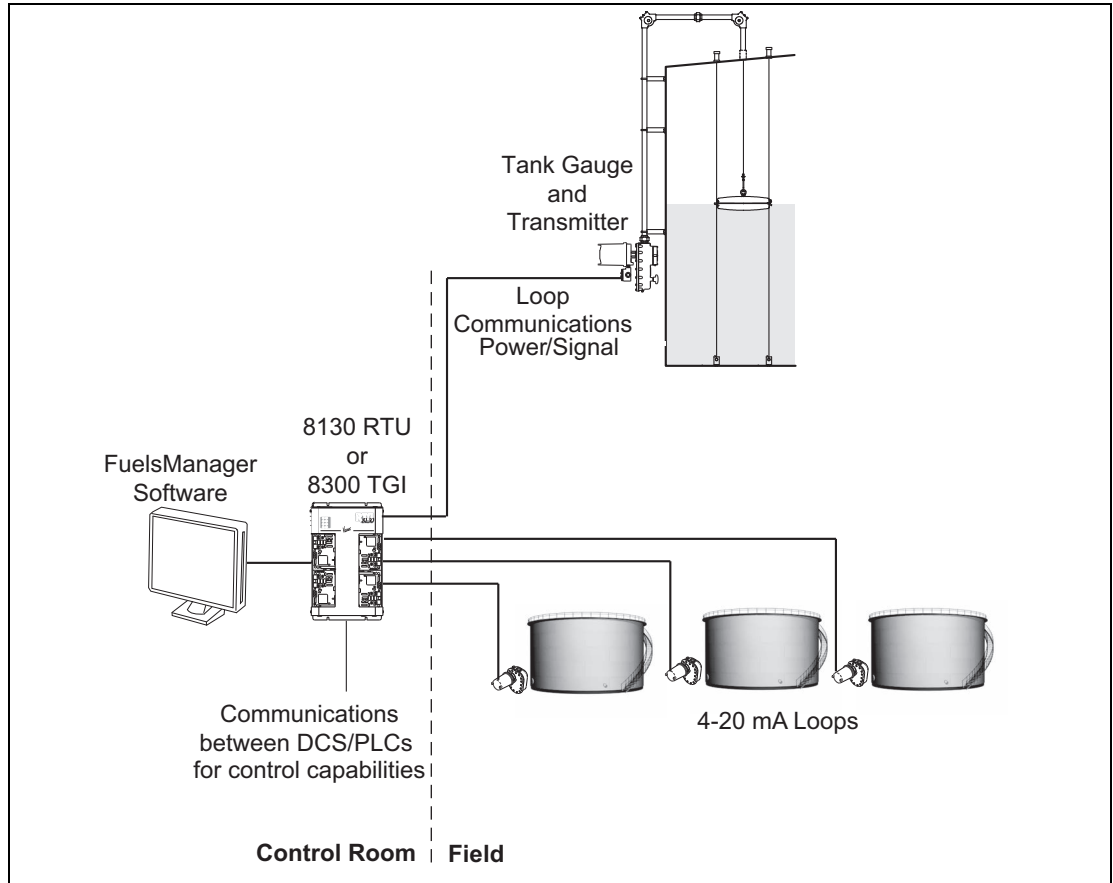 Tank Gauge
and
Transmitter
Loop
Communications
Power/Signal
8130 RTU
or
8300 TGI
FuelsManager
Software
4-20 mA Loops
Communications
between DCS/PLCs
for control capabilities
Control Room
Field